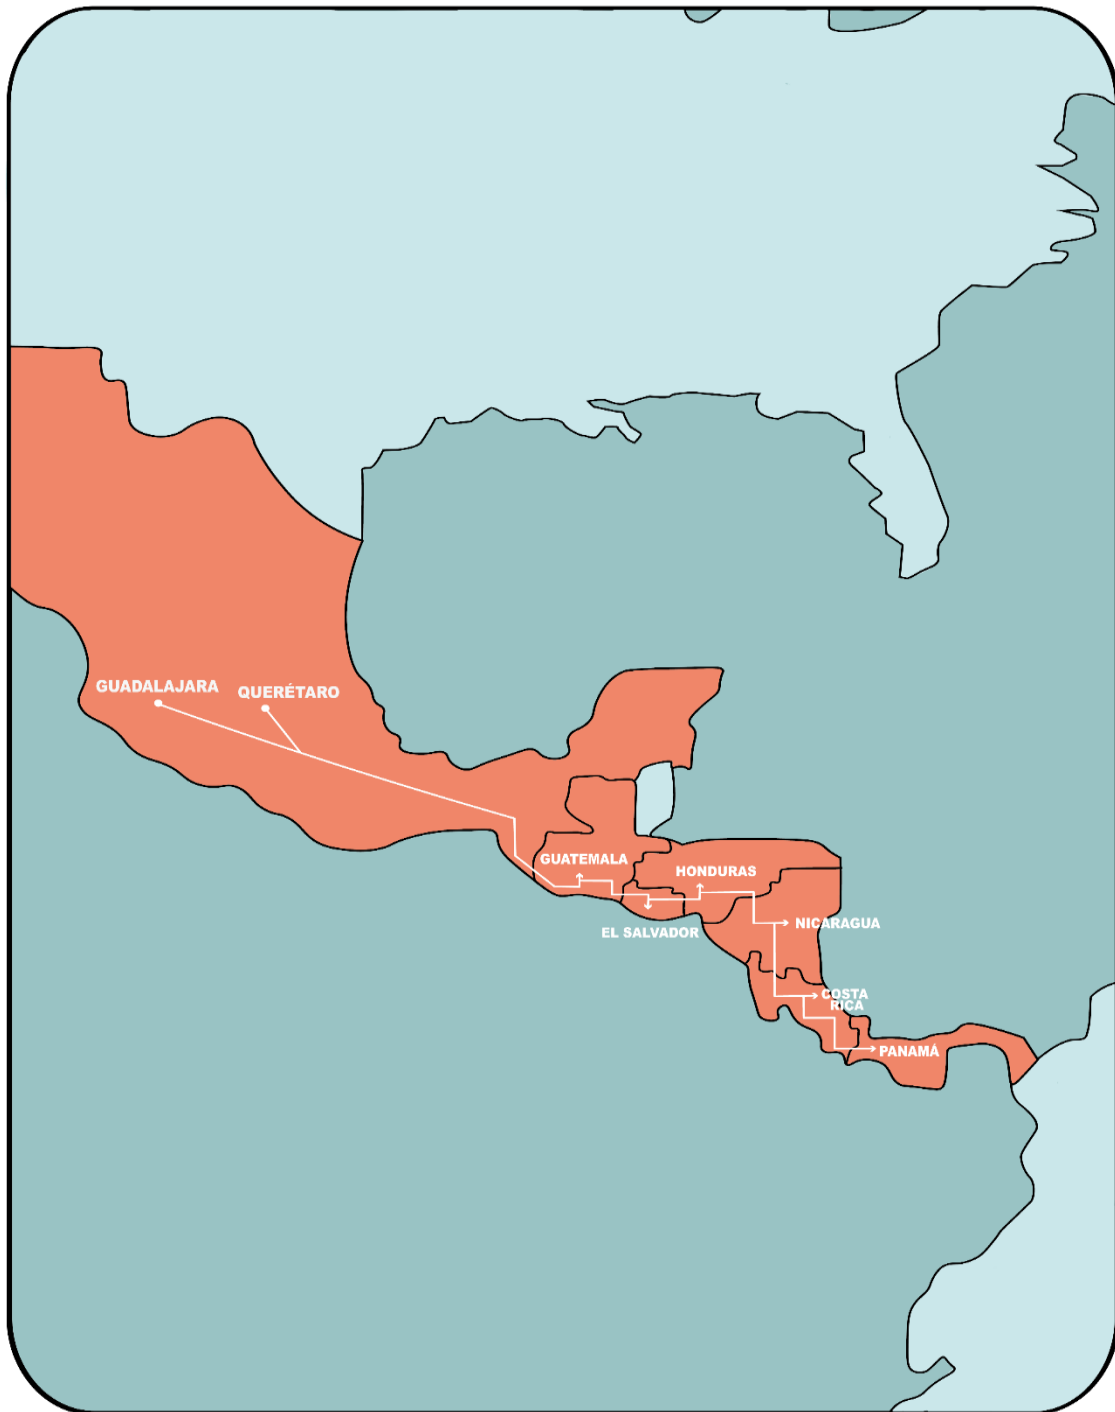 GUADALAJARA
QUERÉTARO
GUATEMALA
HONDURAS
EL SALVADOR
NICARAGUA
COSTA
RICA
PANAMÁ